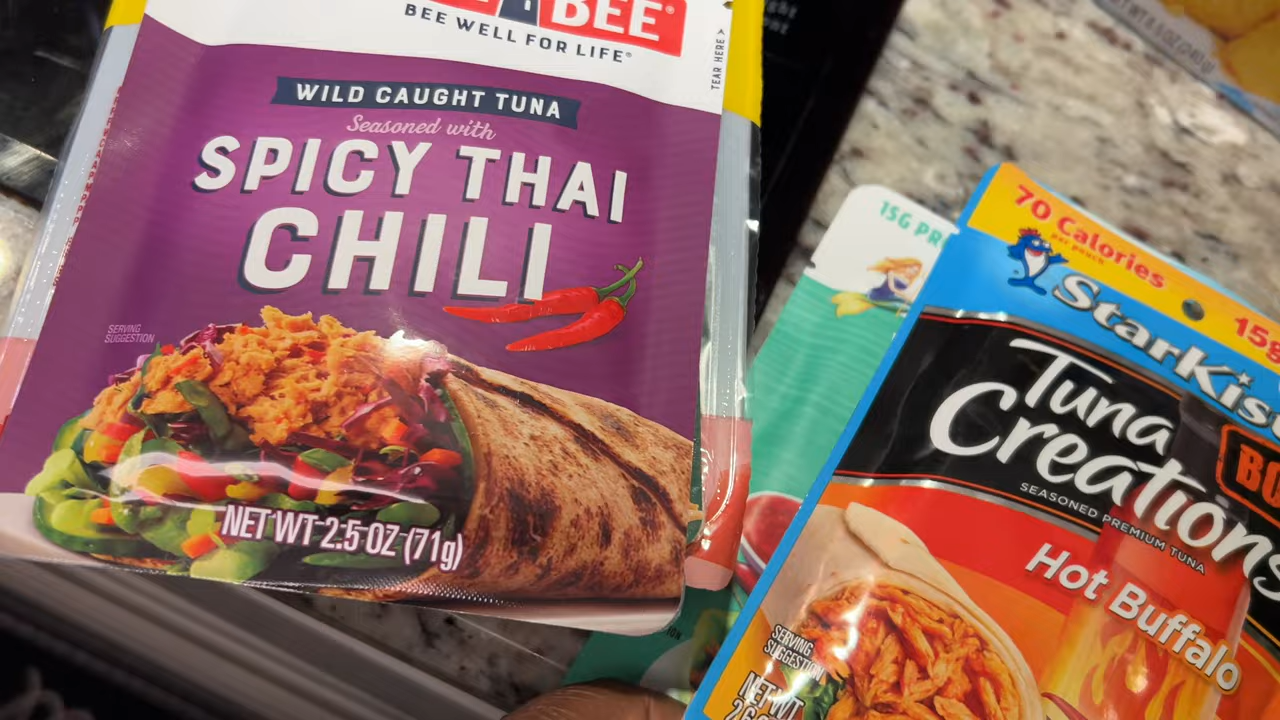 BEE
BEE WELL FOR LIFE®
TEAR HERE >
WILD CAUGHT TUNA
Seasoned with
SPICY THAI
CHILI
SERVING
SUGGESTION
NET WT 2.5 OZ (71g)
15G
70 Calories
per pouch
15g
StarKist
Tuna
Creations
SEASONED PREMIUM TUNA
Hot Buffalo
SERVING
SUGGESTION
NET WT